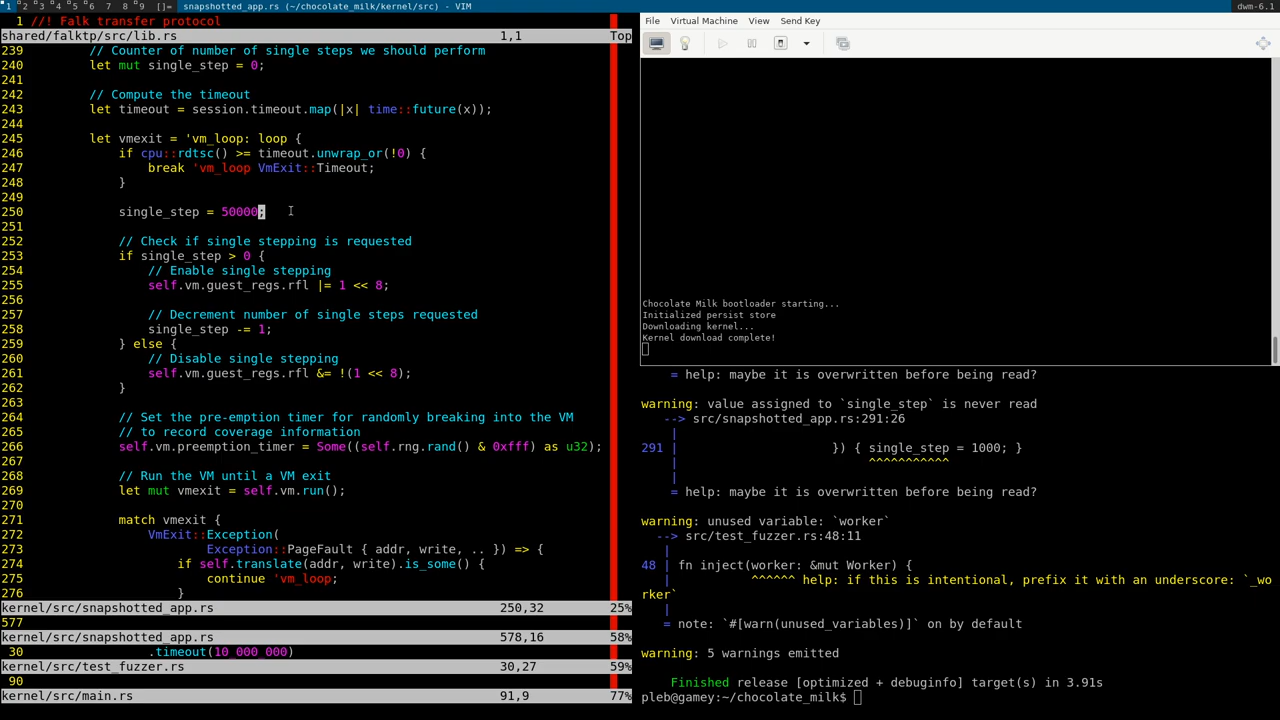 1 2 3 4 5 6 7 8 9 []= snapshotted_app.rs (~/chocolate_milk/kernel/src) - VIM
dwm-6.1
1 //! Falk transfer protocol
shared/falktp/src/lib.rs 1,1 Top
239 // Counter of number of single steps we should perform
240 let mut single_step = 0;
241
242 // Compute the timeout
243 let timeout = session.timeout.map(|x| time::future(x));
244
245 let vmexit = 'vm_loop: loop {
246 if cpu::rdtsc() >= timeout.unwrap_or(!0) {
247 break 'vm_loop VmExit::Timeout;
248 }
249
250 single_step = 50000;
251
252 // Check if single stepping is requested
253 if single_step > 0 {
254 // Enable single stepping
255 self.vm.guest_regs.rfl |= 1 << 8;
256
257 // Decrement number of single steps requested
258 single_step -= 1;
259 } else {
260 // Disable single stepping
261 self.vm.guest_regs.rfl &= !(1 << 8);
262 }
263
264 // Set the pre-emption timer for randomly breaking into the VM
265 // to record coverage information
266 self.vm.preemption_timer = Some((self.rng.rand() & 0xfff) as u32);
267
268 // Run the VM until a VM exit
269 let mut vmexit = self.vm.run();
270
271 match vmexit {
272 VmExit::Exception(
273 Exception::PageFault { addr, write, .. }) => {
274 if self.translate(addr, write).is_some() {
275 continue 'vm_loop;
276 }
kernel/src/snapshotted_app.rs 250,32 25%
577
kernel/src/snapshotted_app.rs 578,16 58%
30 .timeout(10_000_000)
kernel/src/test_fuzzer.rs 30,27 59%
90
kernel/src/main.rs 91,9 77%
File Virtual Machine View Send Key
Chocolate Milk bootloader starting...
Initialized persist store
Downloading kernel...
Kernel download complete!
= help: maybe it is overwritten before being read?
warning: value assigned to `single_step` is never read
--> src/snapshotted_app.rs:291:26
|
291 | }) { single_step = 1000; }
| ^^^^^^^^^^^
|
= help: maybe it is overwritten before being read?
warning: unused variable: `worker`
--> src/test_fuzzer.rs:48:11
|
48 | fn inject(worker: &mut Worker) {
| ^^^^^^ help: if this is intentional, prefix it with an underscore: `_wo
rker`
|
= note: `#[warn(unused_variables)]` on by default
warning: 5 warnings emitted
Finished release [optimized + debuginfo] target(s) in 3.91s
pleb@gamey:~/chocolate_milk$